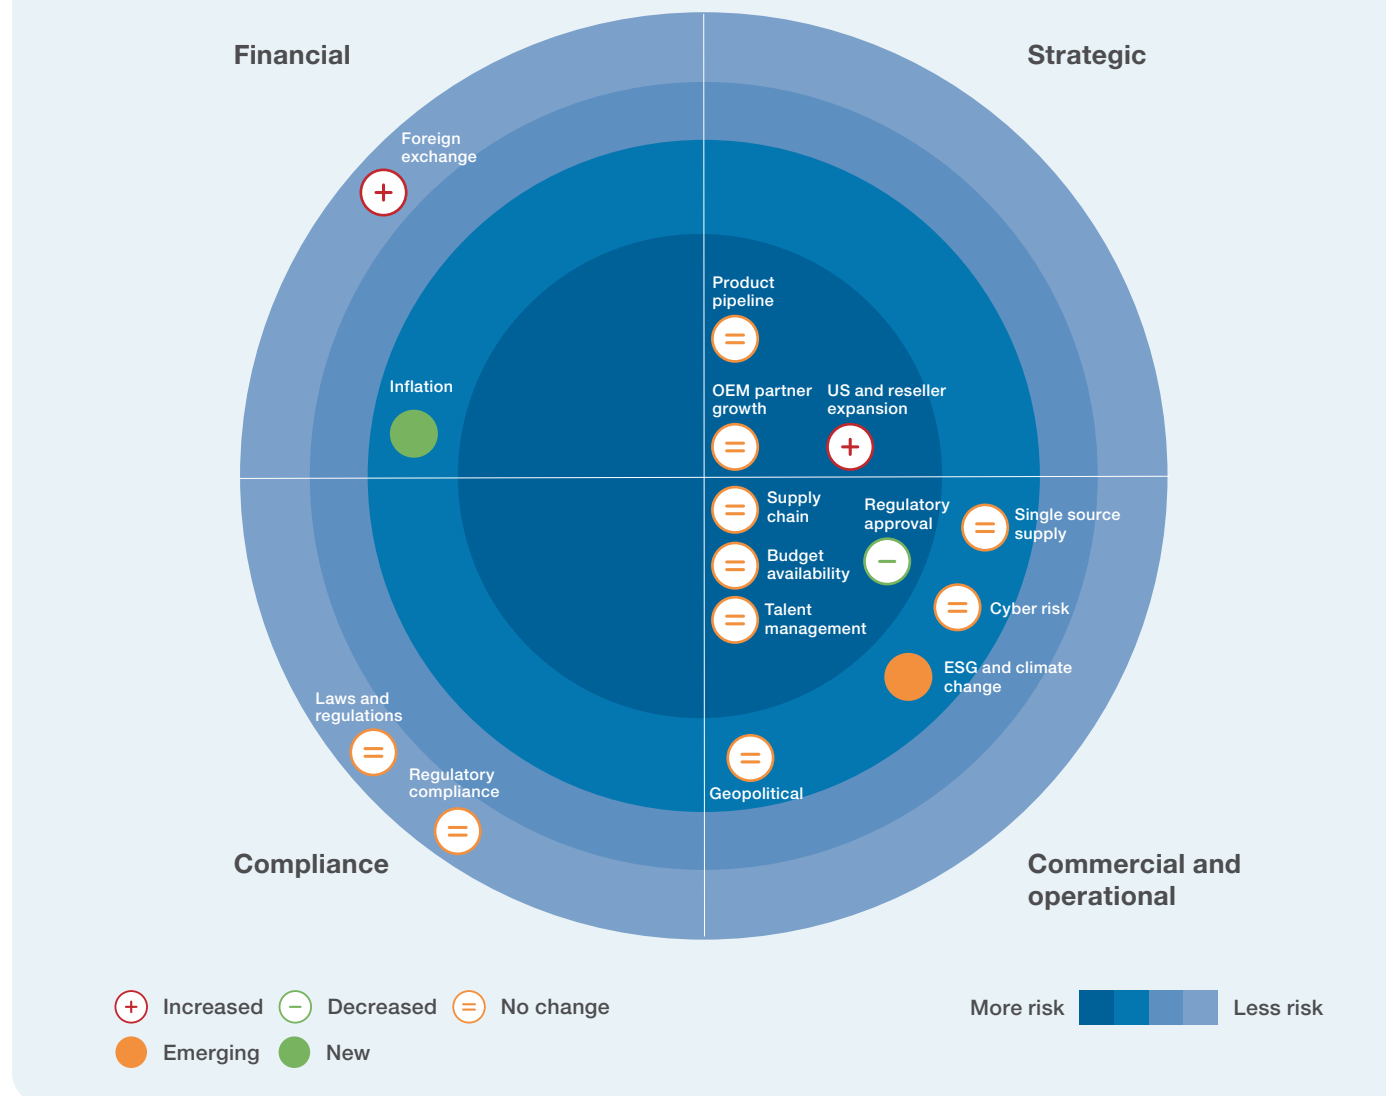 Financial
Strategic
Foreign
exchange
Product
pipeline
Inflation
OEM partner
growth
US and reseller
expansion
Supply
chain
Regulatory
approval
Single source
supply
Budget
availability
Talent
management
Cyber risk
ESG and climate
change
Laws and
regulations
Regulatory
compliance
Geopolitical
Compliance
Commercial and
operational
Increased
Decreased
No change
More risk
Less risk
Emerging
New